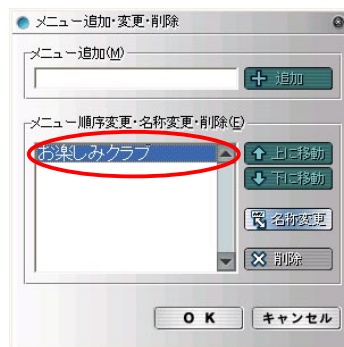 メニュー追加・変更・削除
メニュー追加(M)
追加
メニュー順序変更・名称変更・削除(E)
お楽しみクラブ
上に移動
下に移動
名称変更
削除
OK
キャンセル